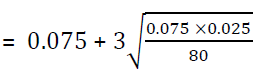 = 0.075 + 3√(0.075 × 0.025 / 80)